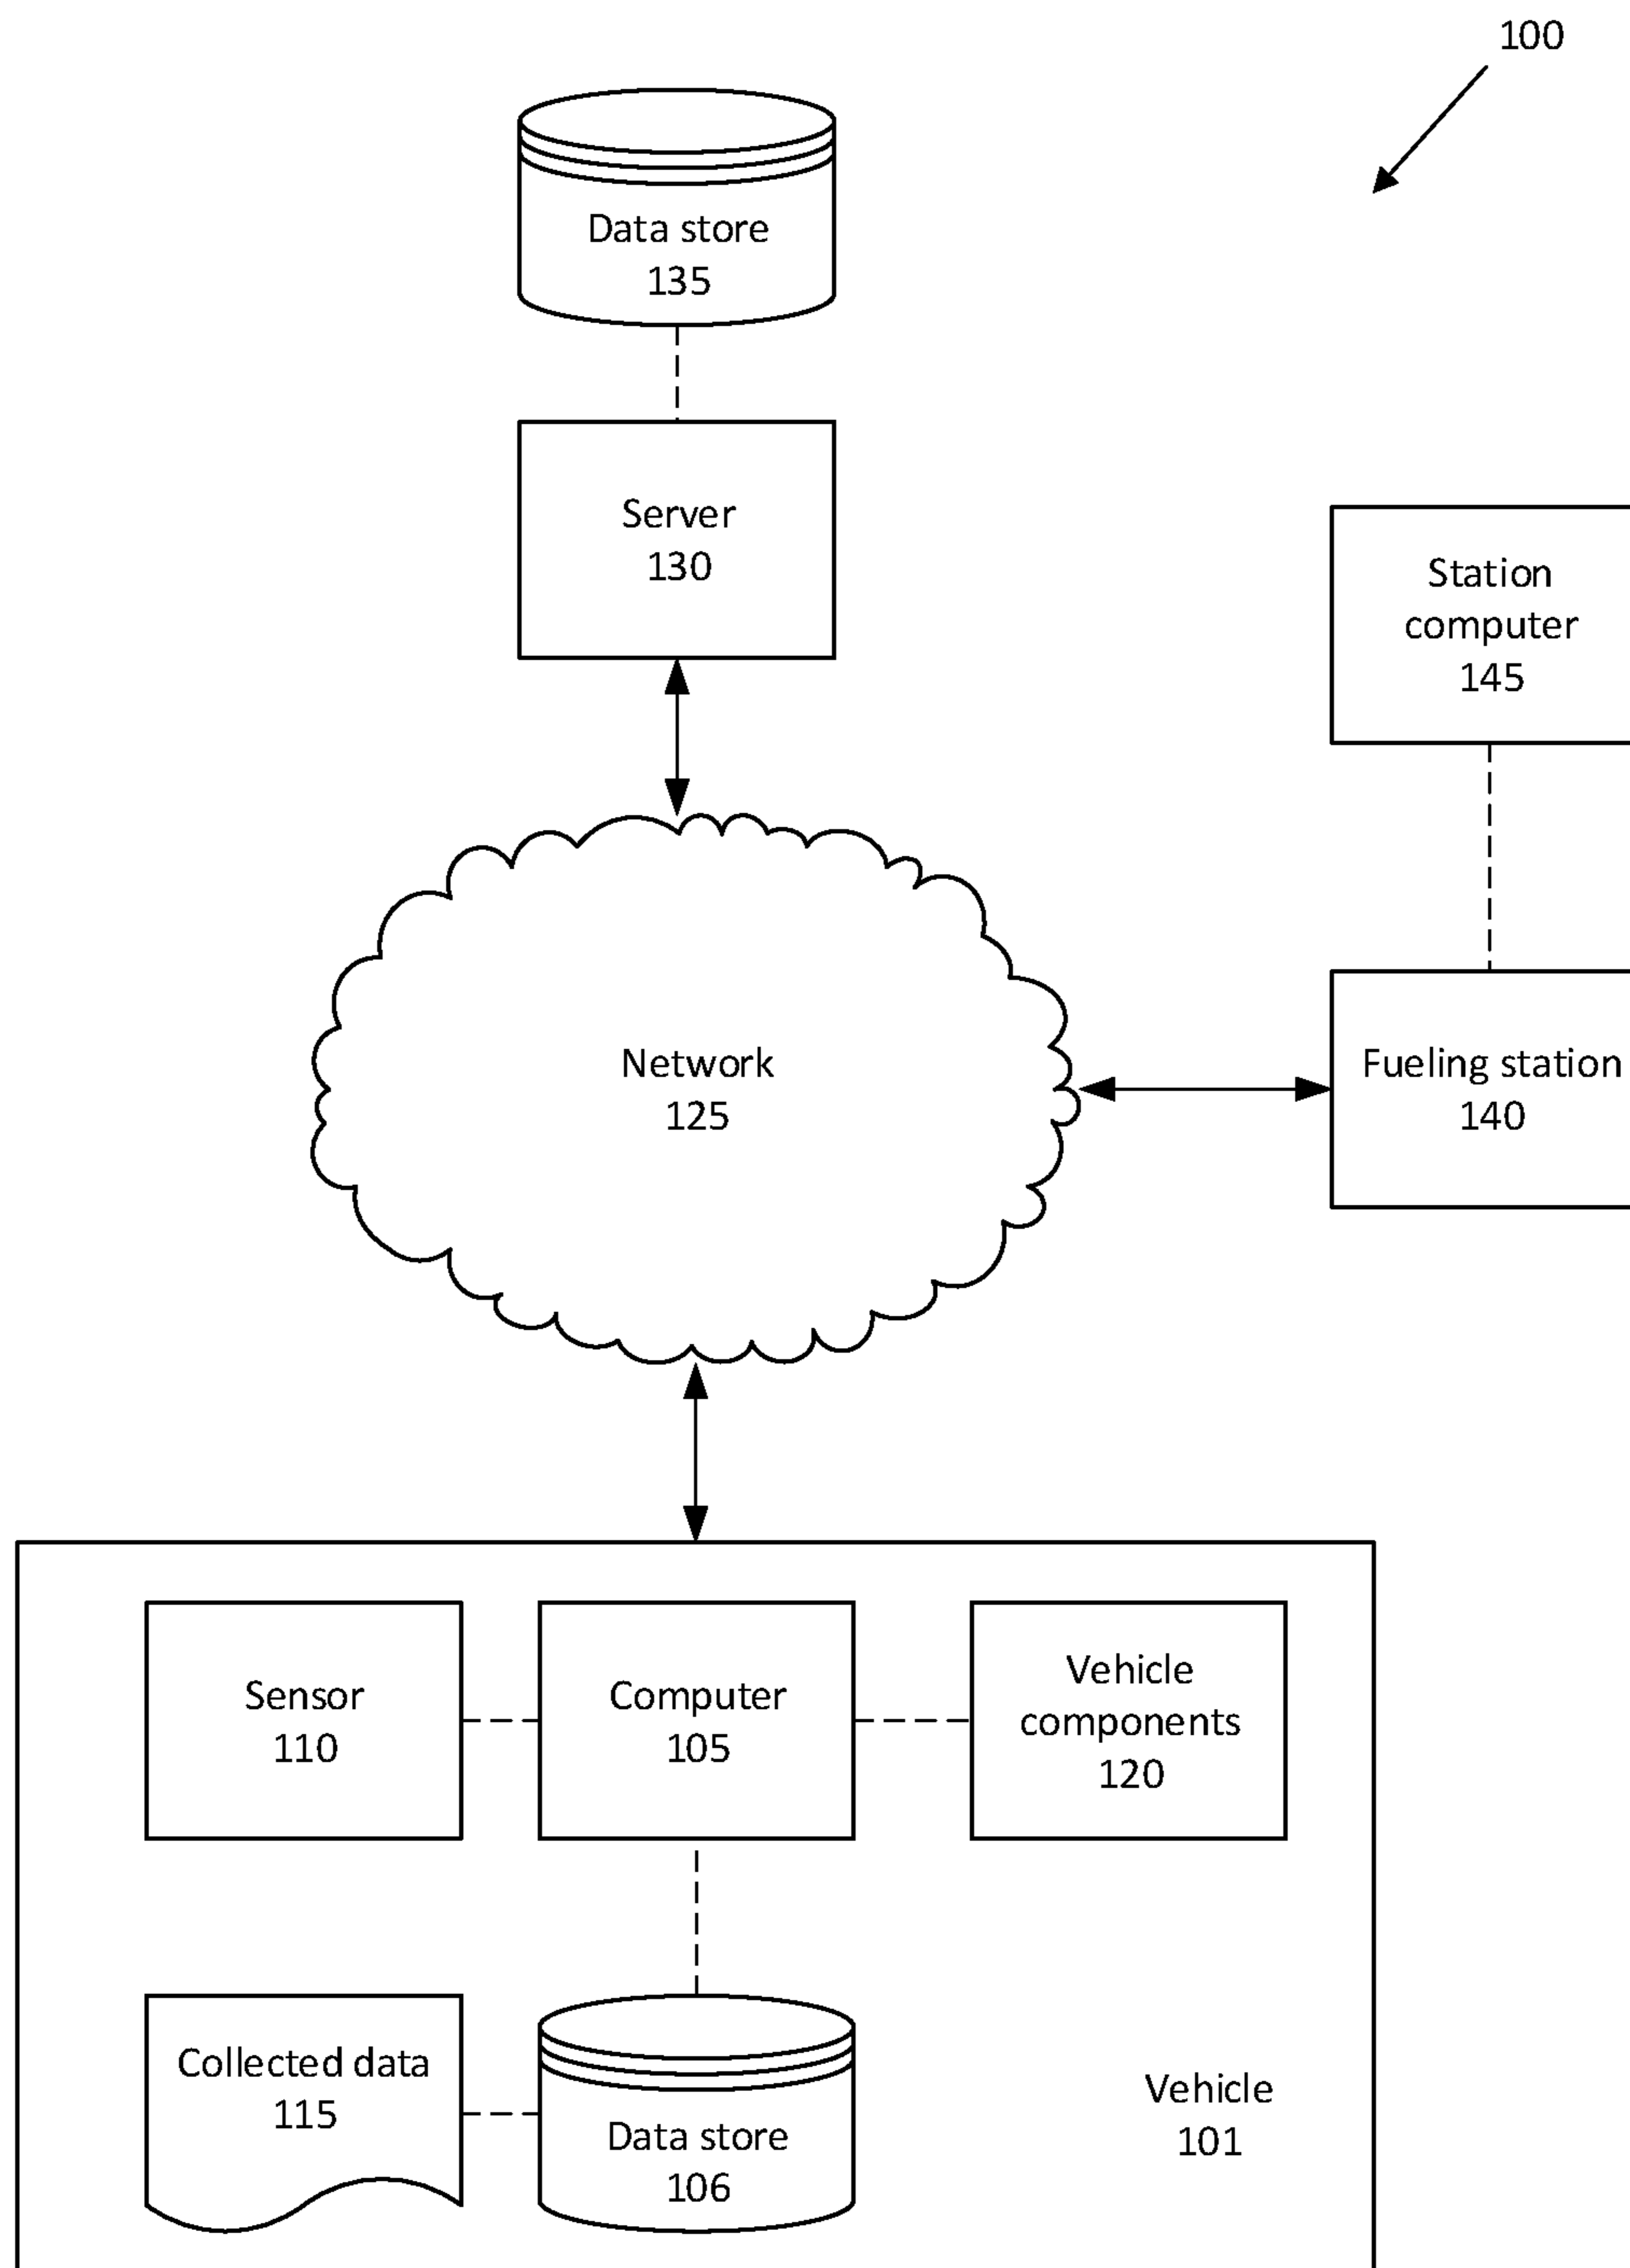 100
Data store
135
Server
130
Station
computer
145
Network
125
Fueling station
140
Sensor
110
Computer
105
Vehicle
components
120
Collected data
115
Data store
106
Vehicle
101